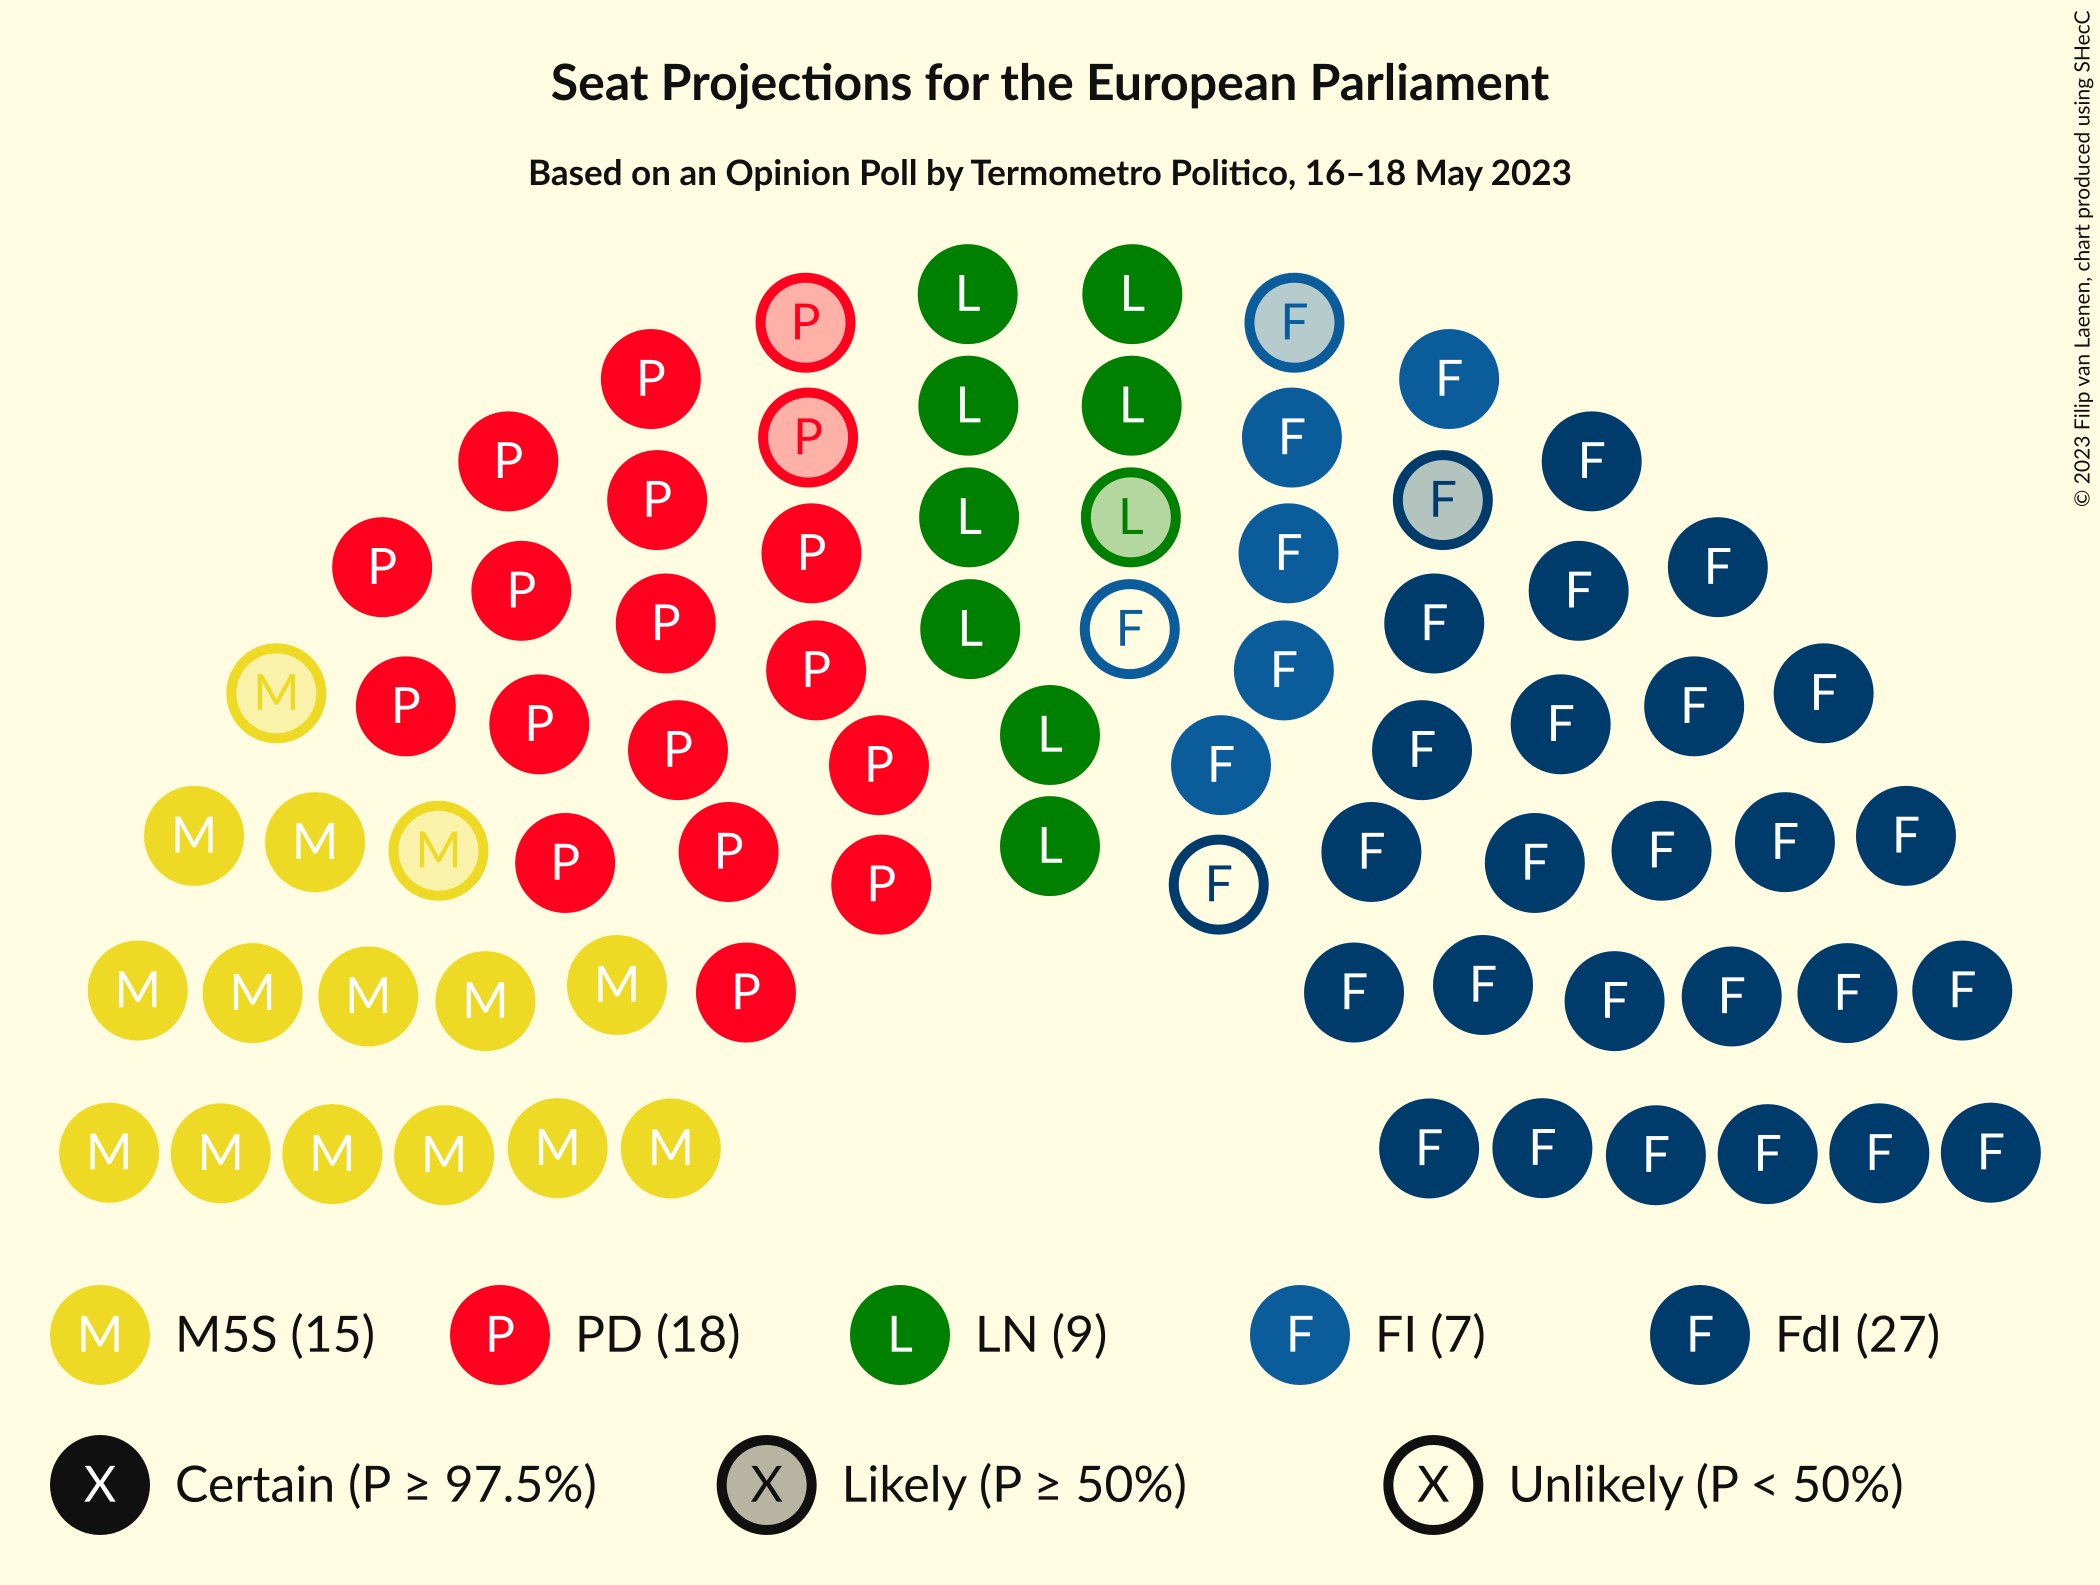 Seat Projections for the European Parliament
Based on an Opinion Poll by Termometro Politico, 16–18 May 2023
© 2023 Filip van Laenen, chart produced using SHecC
P L L F
P P P L L F F F
P P P P L L F F F F
M P P P L F F F F F
P P P L F F F
M M M P P P L F F F F F F
M M M M M P F F F F F F
M M M M M M F F F F F F
M M5S (15) P PD (18) L LN (9) F FI (7) F FdI (27)
X Certain (P ≥ 97.5%) X Likely (P ≥ 50%) X Unlikely (P < 50%)